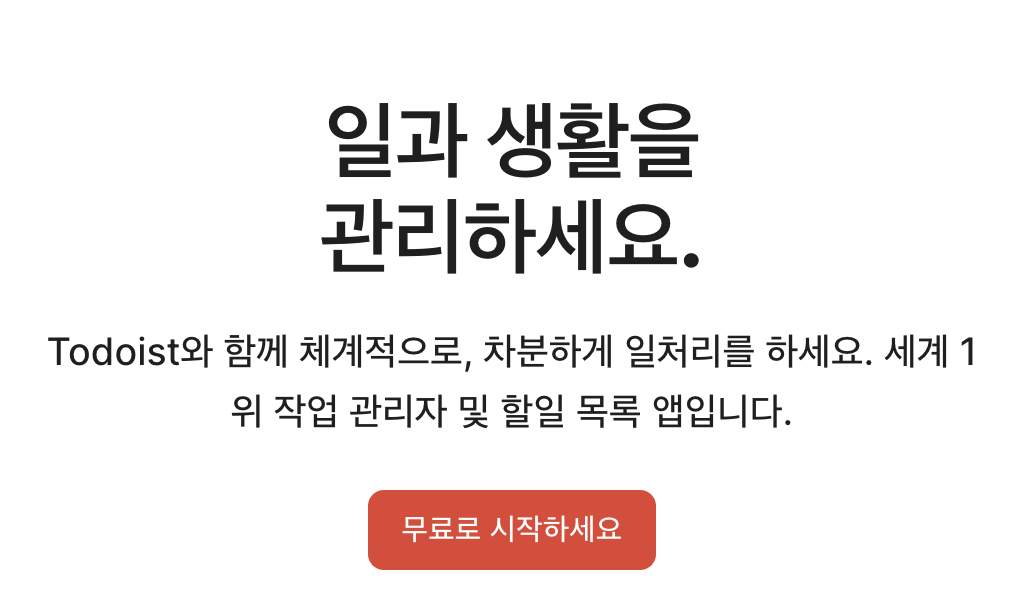 일과 생활을
관리하세요.
Todoist와 함께 체계적으로, 차분하게 일처리를 하세요. 세계 1
위 작업 관리자 및 할일 목록 앱입니다.
무료로 시작하세요